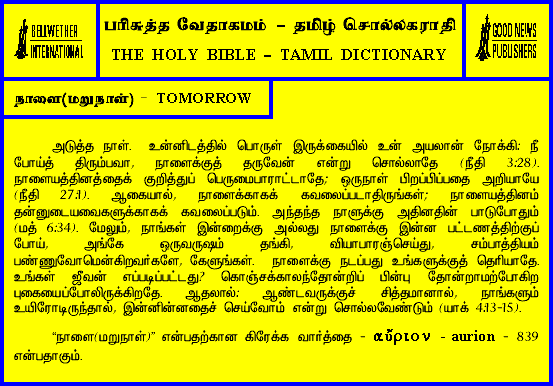 BELLWETHER
INTERNATIONAL
பரிசுத்த வேதாகமம் – தமிழ் சொல்லகராதி
THE HOLY BIBLE – TAMIL DICTIONARY
GOOD NEWS
PUBLISHERS
நாளை(மறுநாள்) – TOMORROW
அடுத்த நாள். உன்னிடத்தில் பொருள் இருக்கையில் உன் அயலான் நோக்கி: நீ
போய்த் திரும்பவா, நாளைக்குத் தருவேன் என்று சொல்லாதே (நீதி 3:28).
நாளையத்தினத்தைக் குறித்துப் பெருமைபாராட்டாதே; ஒருநாள் பிறப்பிப்பதை அறியாயே
(நீதி 27:1). ஆகையால், நாளைக்காகக் கவலைப்படாதிருங்கள்; நாளையத்தினம்
தன்னுடையவைகளுக்காகக் கவலைப்படும். அந்தந்த நாளுக்கு அதினதின் பாடுபோதும்
(மத் 6:34). மேலும், நாங்கள் இன்றைக்கு அல்லது நாளைக்கு இன்ன பட்டணத்திற்குப்
போய், அங்கே ஒருவருஷம் தங்கி, வியாபாரஞ்செய்து, சம்பாத்தியம்
பண்ணுவோமென்கிறவர்களே, கேளுங்கள். நாளைக்கு நடப்பது உங்களுக்குத் தெரியாதே.
உங்கள் ஜீவன் எப்படிப்பட்டது? கொஞ்சக்காலந்தோன்றிப் பின்பு தோன்றாமற்போகிற
புகையைப்போலிருக்கிறதே. ஆதலால்: ஆண்டவருக்குச் சித்தமானால், நாங்களும்
உயிரோடிருந்தால், இன்னின்னதைச் செய்வோம் என்று சொல்லவேண்டும் (யாக் 4:13-15).
“நாளை(மறுநாள்)” என்பதற்கான கிரேக்க வார்த்தை - αὔριον - aurion - 839
என்பதாகும்.